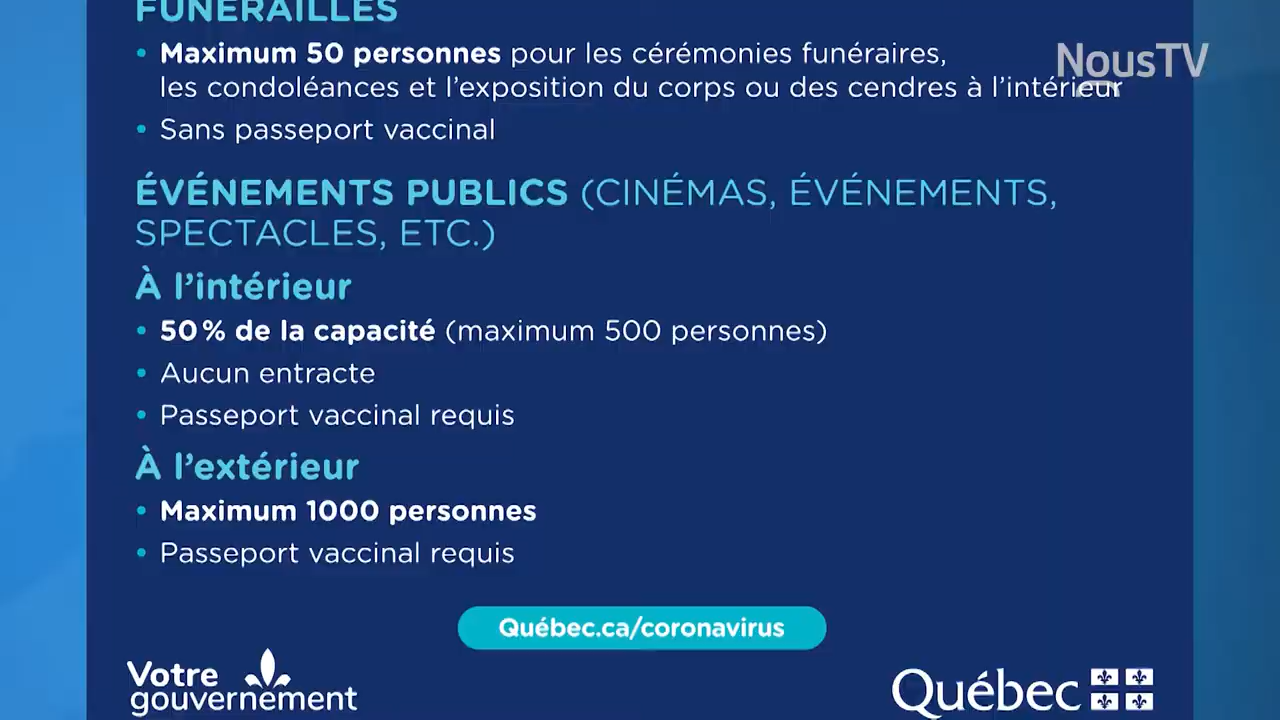 FUNÉRAILLES
• Maximum 50 personnes pour les cérémonies funéraires,
les condoléances et l'exposition du corps ou des cendres à l'intérieur
NousTV
• Sans passeport vaccinal
ÉVÉNEMENTS PUBLICS (CINÉMAS, ÉVÉNEMENTS,
SPECTACLES, ETC.)
À l'intérieur
• 50 % de la capacité (maximum 500 personnes)
• Aucun entracte
• Passeport vaccinal requis
À l'extérieur
• Maximum 1000 personnes
• Passeport vaccinal requis
Québec.ca/coronavirus
Votre
gouvernement
Québec